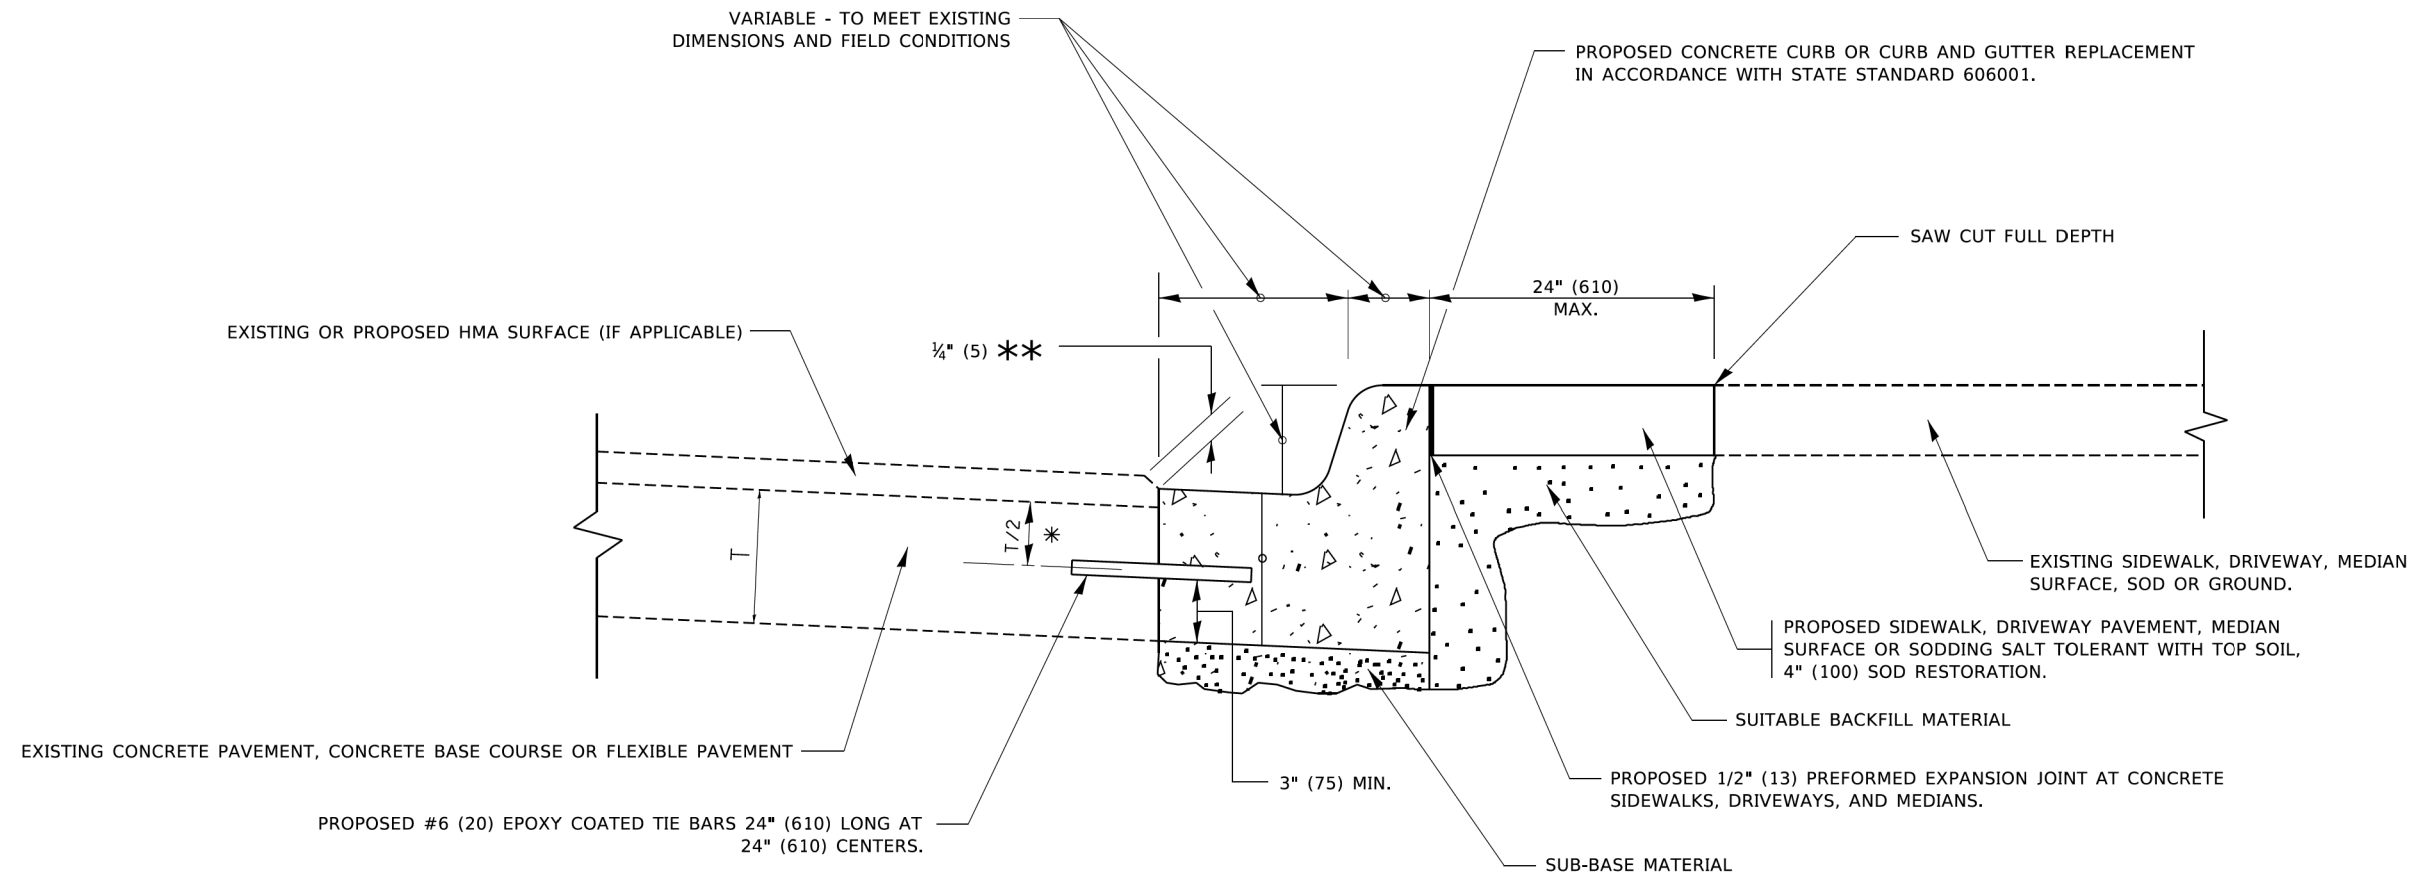 VARIABLE - TO MEET EXISTING
DIMENSIONS AND FIELD CONDITIONS
PROPOSED CONCRETE CURB OR CURB AND GUTTER REPLACEMENT
IN ACCORDANCE WITH STATE STANDARD 606001.
SAW CUT FULL DEPTH
24" (610)
MAX.
EXISTING OR PROPOSED HMA SURFACE (IF APPLICABLE)
¼" (5) **
T
T/2
*
EXISTING SIDEWALK, DRIVEWAY, MEDIAN
SURFACE, SOD OR GROUND.
PROPOSED SIDEWALK, DRIVEWAY PAVEMENT, MEDIAN
SURFACE OR SODDING SALT TOLERANT WITH TOP SOIL,
4" (100) SOD RESTORATION.
SUITABLE BACKFILL MATERIAL
EXISTING CONCRETE PAVEMENT, CONCRETE BASE COURSE OR FLEXIBLE PAVEMENT
3" (75) MIN.
PROPOSED 1/2" (13) PREFORMED EXPANSION JOINT AT CONCRETE
SIDEWALKS, DRIVEWAYS, AND MEDIANS.
PROPOSED #6 (20) EPOXY COATED TIE BARS 24" (610) LONG AT
24" (610) CENTERS.
SUB-BASE MATERIAL